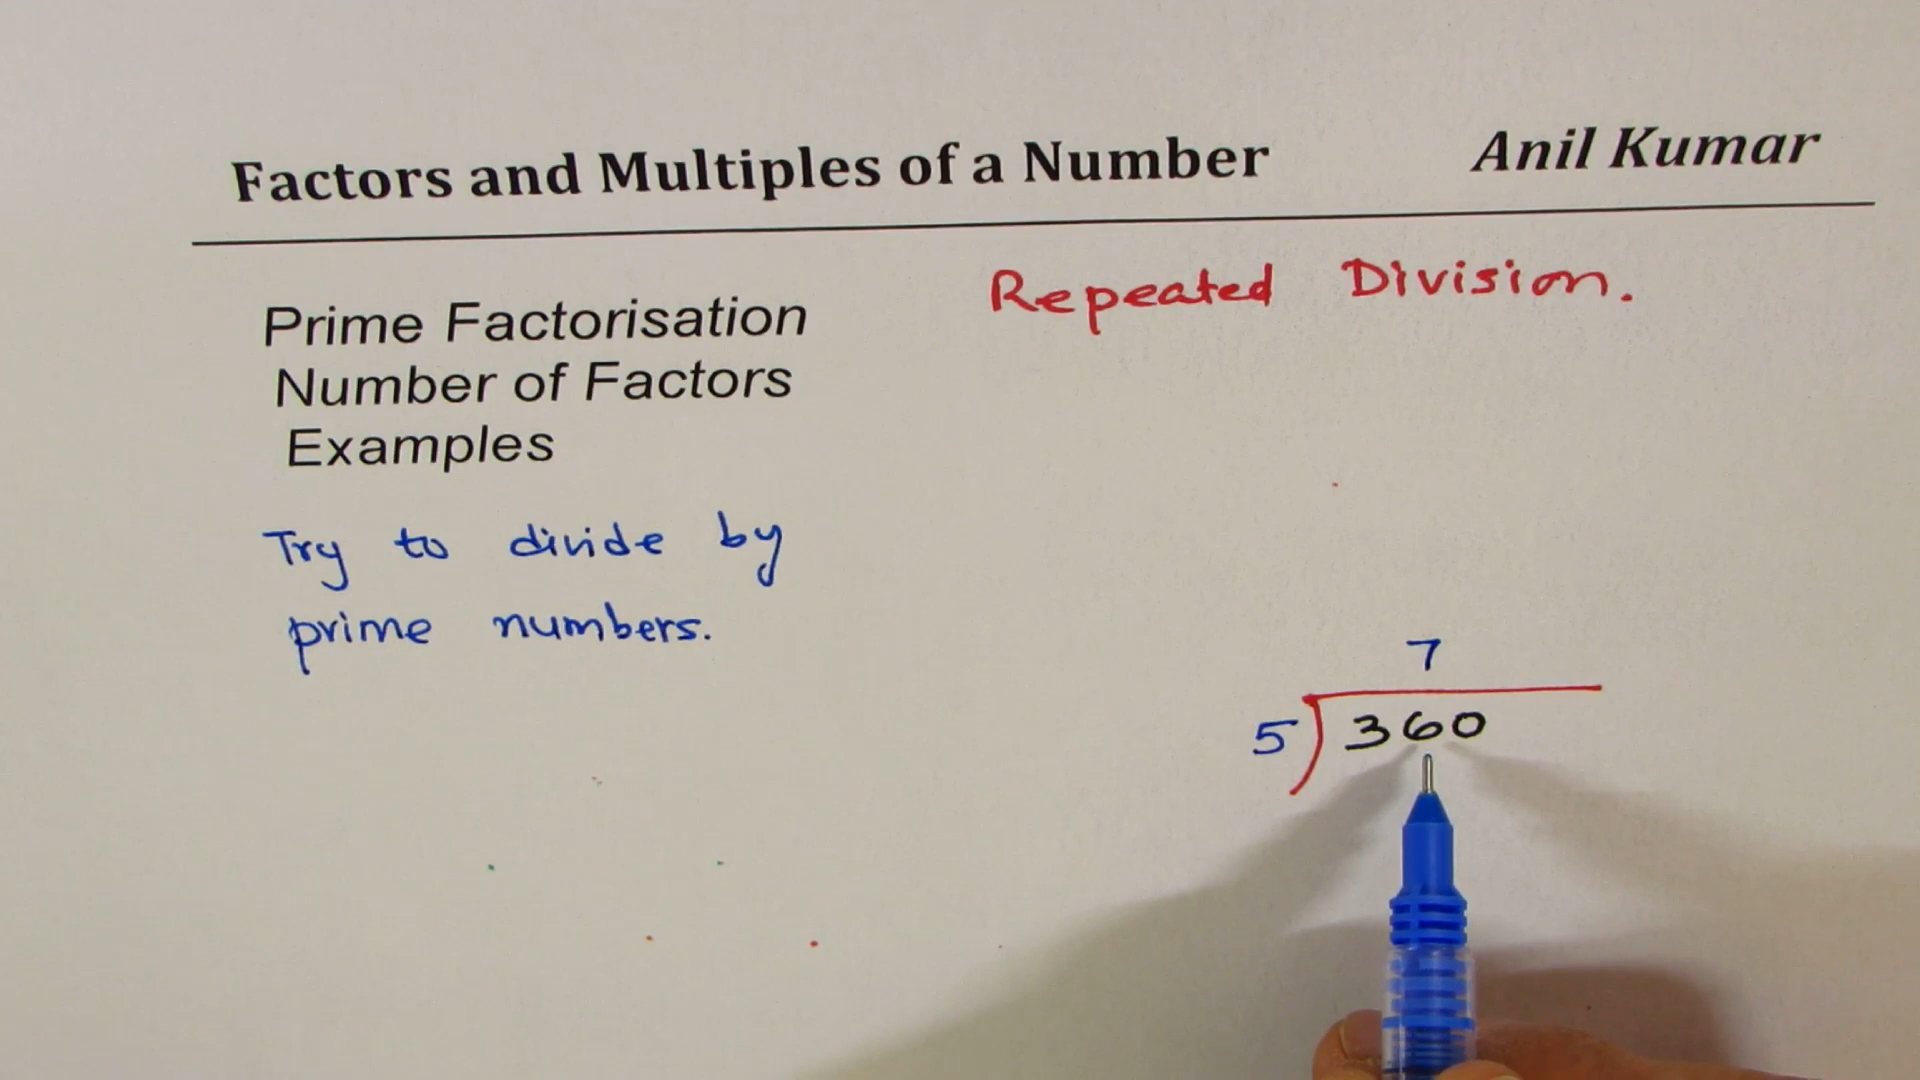 Factors and Multiples of a Number Anil Kumar
Repeated Division.
Prime Factorisation
Number of Factors
Examples
Try to divide by
prime numbers.
7
5 360